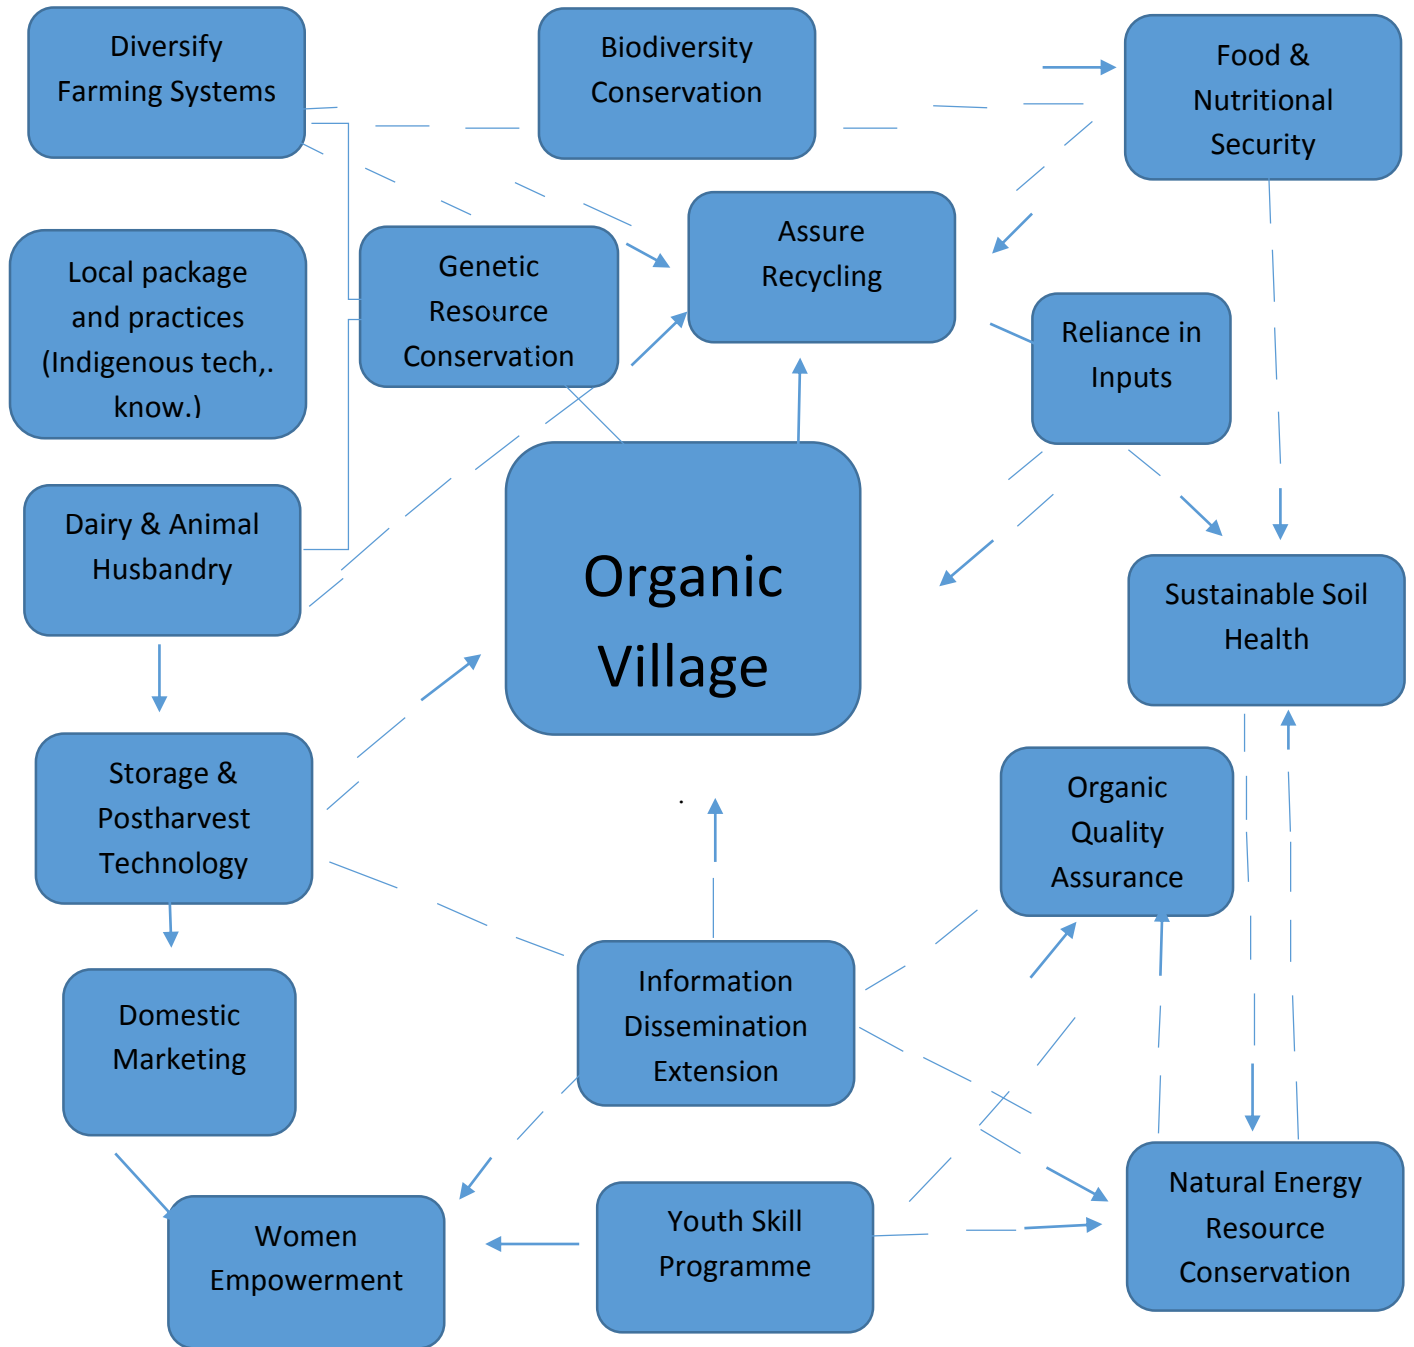 Diversify
Farming Systems
Biodiversity
Conservation
Food &
Nutritional
Security
Assure
Recycling
Local package
and practices
(Indigenous tech,.
know.)
Genetic
Resource
Conservation
Reliance in
Inputs
Dairy & Animal
Husbandry
Organic
Village
Sustainable Soil
Health
Storage &
Postharvest
Technology
.
Organic
Quality
Assurance
Information
Dissemination
Extension
Domestic
Marketing
Women
Empowerment
Youth Skill
Programme
Natural Energy
Resource
Conservation